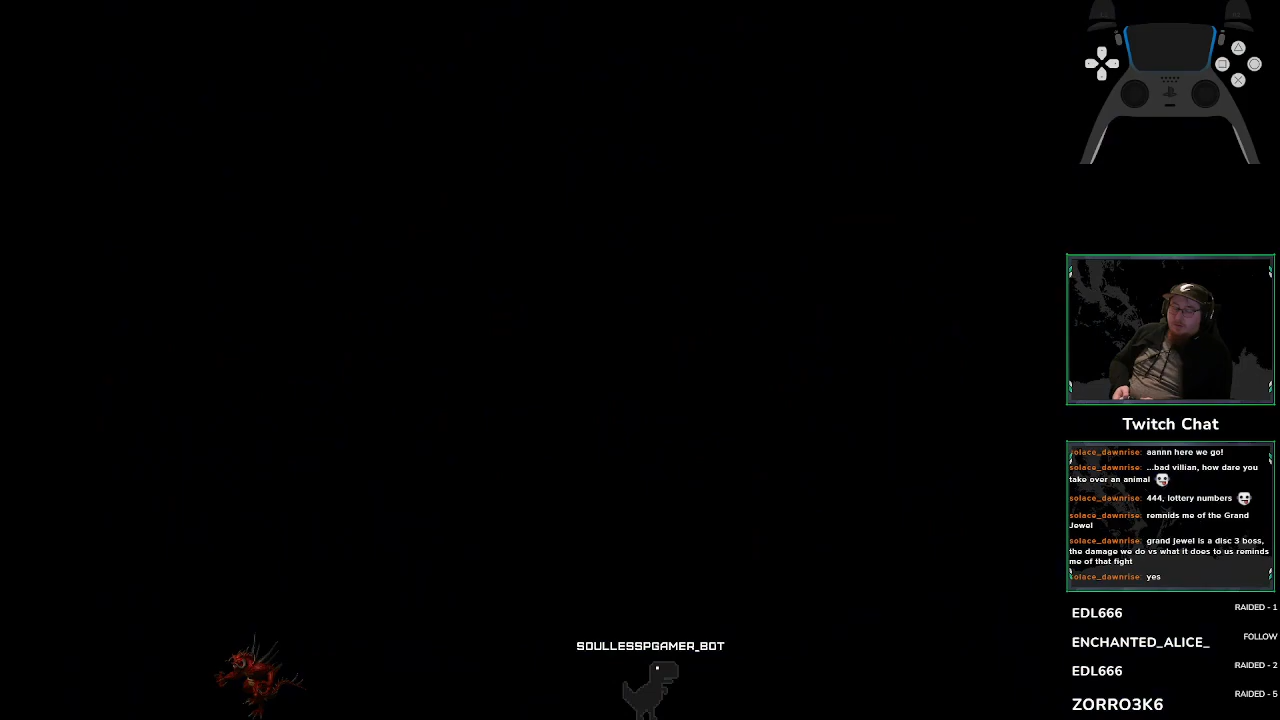 Twitch Chat
solace_dawnrise: aannn here we go!
solace_dawnrise: ...bad villian, how dare you
take over an animal
solace_dawnrise: 444, lottery numbers
solace_dawnrise: remnids me of the Grand
Jewel
solace_dawnrise: grand jewel is a disc 3 boss,
the damage we do vs what it does to us reminds
me of that fight
solace_dawnrise: yes
EDL666 RAIDED - 1
ENCHANTED_ALICE_ FOLLOW
EDL666 RAIDED - 2
ZORRO3K6 RAIDED - 5
SOULLESSPGAMER_BOT